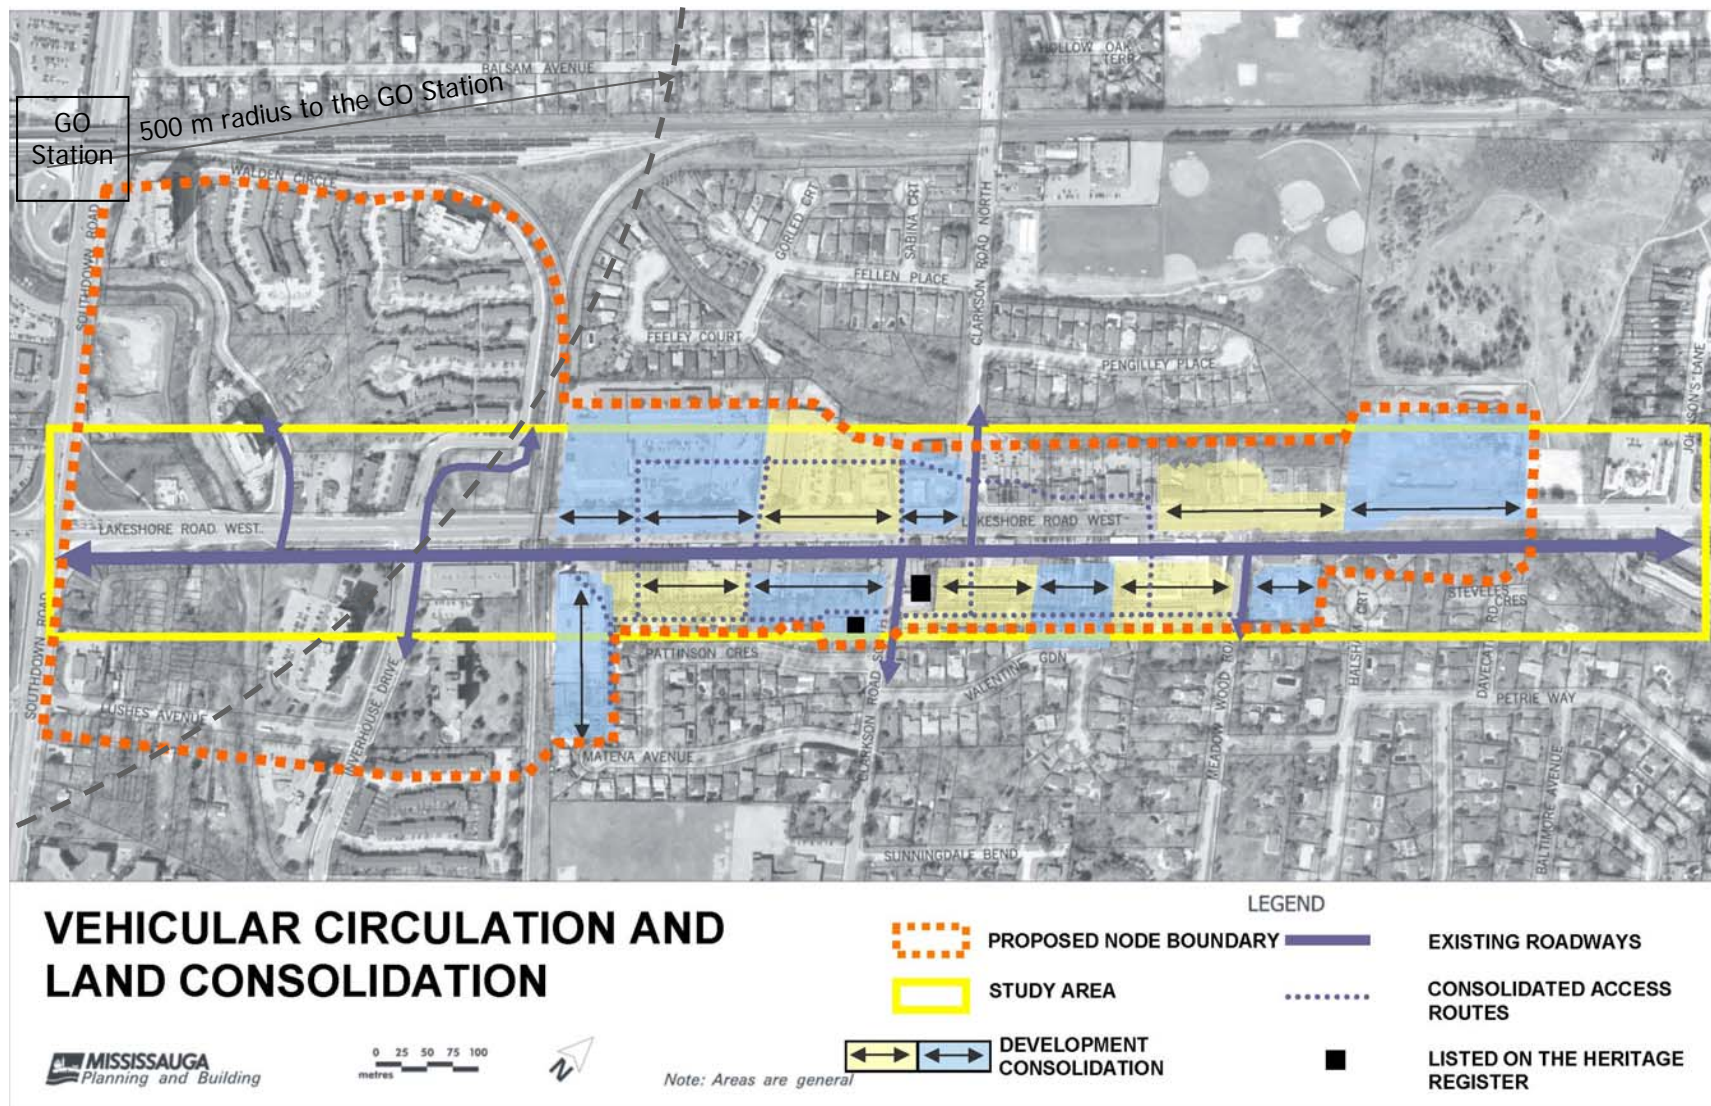 HOLLOW OAK
TERR
BALSAM AVENUE
500 m radius to the GO Station
GO
Station
WALDEN CIRCLE
SOUTHDOWN ROAD
GORLED CRT
SABINA CRT
CLARKSON ROAD NORTH
FELLEN PLACE
FEELEY COURT
PENGILLEY PLACE
JOHNSON'S LANE
LAKESHORE ROAD WEST
LAKESHORE ROAD WEST
SOUTHDOWN ROAD
LUSHES AVENUE
INVERHOUSE DRIVE
PATTINSON CRES
MATENA AVENUE
CLARKSON ROAD S
VALENTINE
GDN
MEADOW WOOD RO
HALSHAW CRT
DAVECAT RD
STEVELES
CRES
PETRIE WAY
BALTIMORE AVENUE
SUNNINGDALE BEND
VEHICULAR CIRCULATION AND
LAND CONSOLIDATION
MISSISSAUGA
Planning and Building
0 25 50 75 100
metres
N
Note: Areas are general
LEGEND
PROPOSED NODE BOUNDARY
EXISTING ROADWAYS
STUDY AREA
CONSOLIDATED ACCESS
ROUTES
DEVELOPMENT
CONSOLIDATION
LISTED ON THE HERITAGE
REGISTER